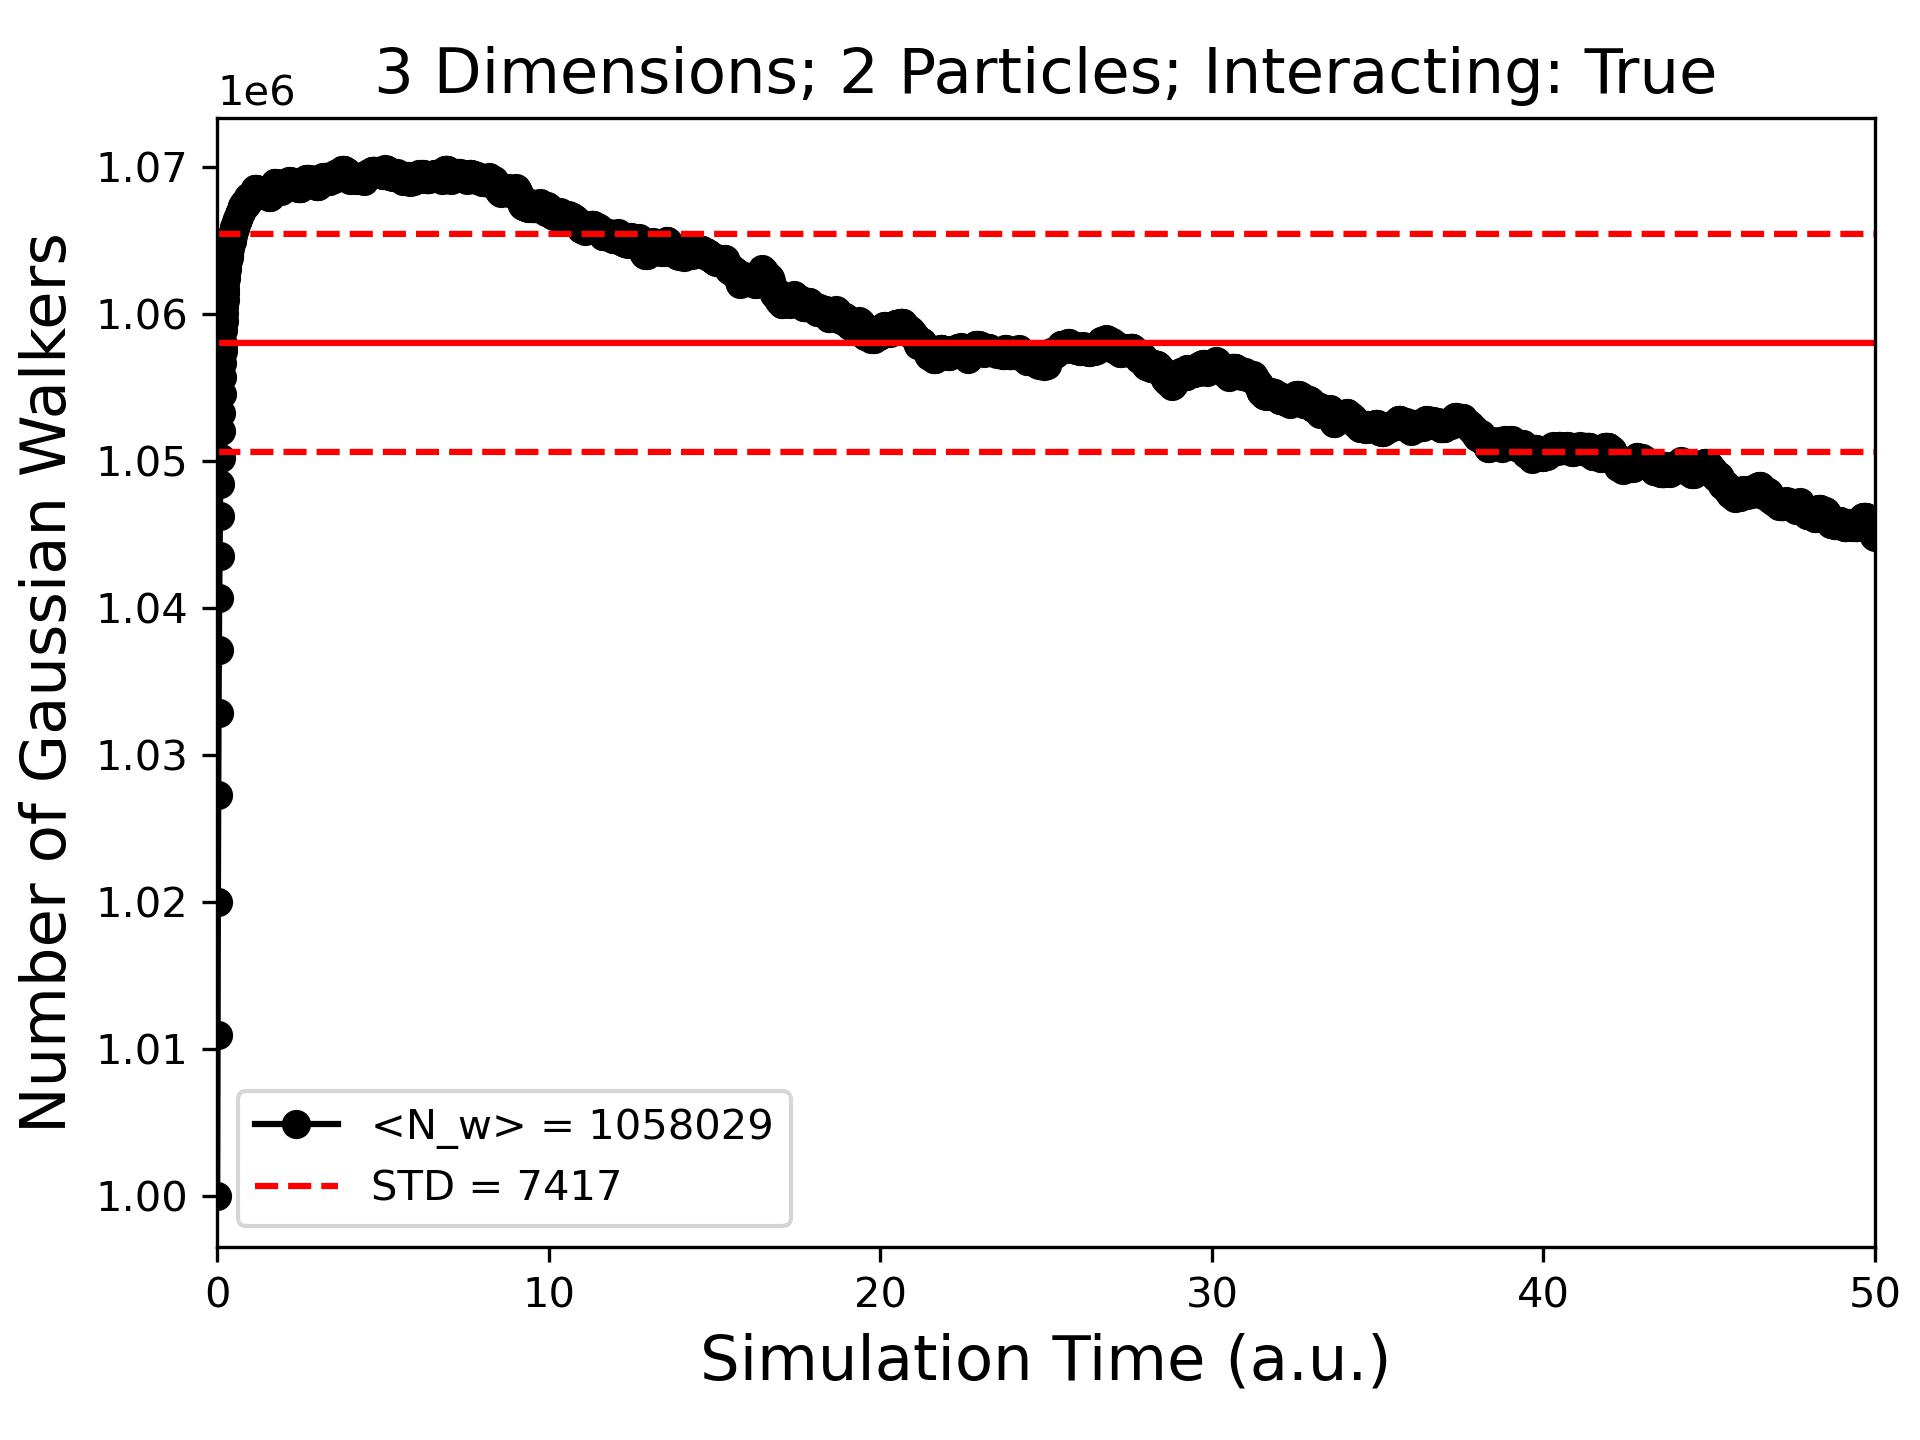 3 Dimensions; 2 Particles; Interacting: True
1e6
1.07
1.06
1.05
1.04
1.03
1.02
1.01
1.00
Number of Gaussian Walkers
<N_w> = 1058029
STD = 7417
0 10 20 30 40 50
Simulation Time (a.u.)